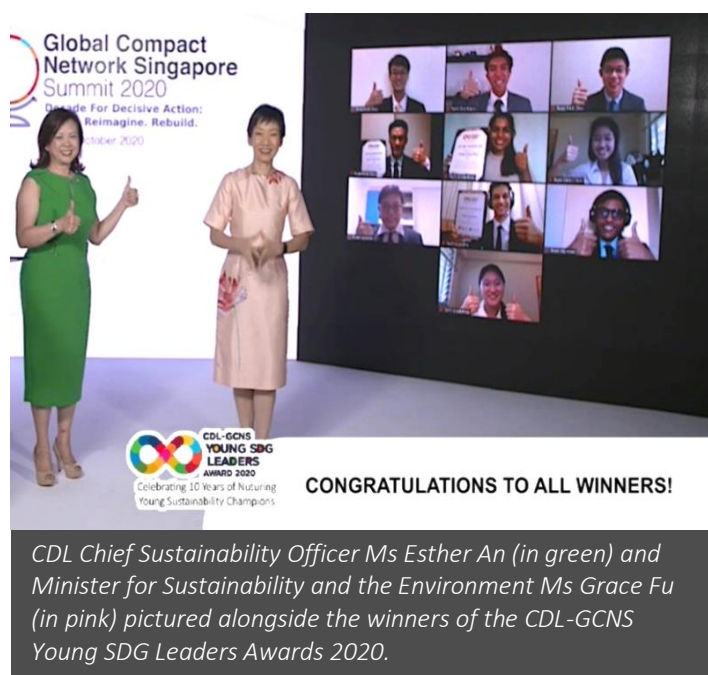 Global Compact
Network Singapore
Summit 2020
Decade For Decisive Action:
Reimagine. Rebuild.
October 2020
CDL-GCNS
YOUNG SDG
LEADERS
AWARD 2020
Celebrating 10 Years of Nuturing
Young Sustainability Champions
CONGRATULATIONS TO ALL WINNERS!
CDL Chief Sustainability Officer Ms Esther An (in green) and
Minister for Sustainability and the Environment Ms Grace Fu
(in pink) pictured alongside the winners of the CDL-GCNS
Young SDG Leaders Awards 2020.